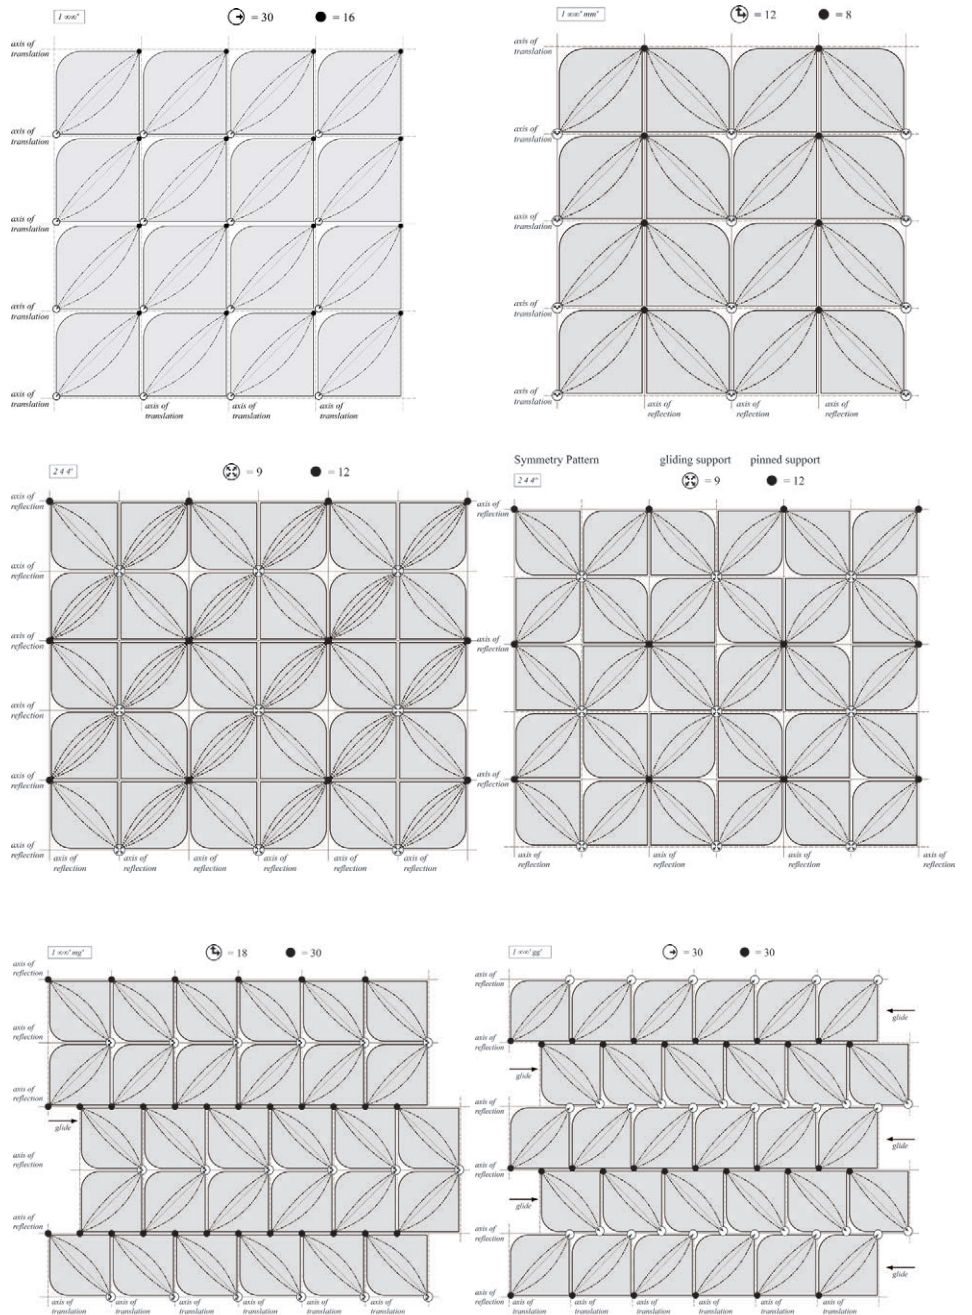 1 ∞∞°
= 30
= 16
axis of
translation
axis of
translation
axis of
translation
axis of
translation
axis of
translation
axis of
translation
axis of
translation
axis of
translation
1 ∞∞° mm°
= 12
= 8
axis of
translation
axis of
translation
axis of
translation
axis of
translation
axis of
translation
axis of
reflection
axis of
reflection
2 4 4°
= 9
= 12
axis of
reflection
axis of
reflection
axis of
reflection
axis of
reflection
axis of
reflection
axis of
reflection
axis of
reflection
axis of
reflection
axis of
reflection
axis of
reflection
axis of
reflection
axis of
reflection
Symmetry Pattern gliding support pinned support
2 4 4°
= 9
= 12
axis of
reflection
axis of
reflection
axis of
reflection
axis of
reflection
axis of
reflection
axis of
reflection
axis of
reflection
1 ∞∞° mg°
= 18
= 30
axis of
reflection
axis of
reflection
axis of
reflection
glide
axis of
reflection
axis of
reflection
axis of
reflection
axis of
translation
axis of
translation
axis of
translation
axis of
translation
axis of
translation
axis of
translation
1 ∞∞° gg°
= 30
= 30
axis of
reflection
glide
axis of
reflection
glide
axis of
reflection
glide
axis of
reflection
glide
axis of
reflection
glide
axis of
reflection
axis of
translation
axis of
translation
axis of
translation
axis of
translation
axis of
translation
axis of
translation